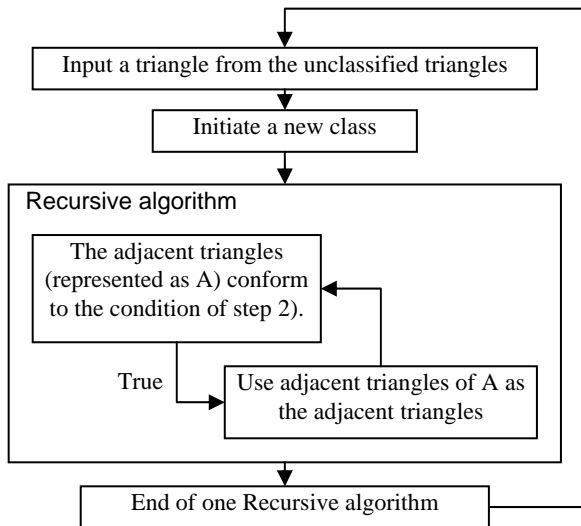 Input a triangle from the unclassified triangles
Initiate a new class
Recursive algorithm
The adjacent triangles
(represented as A) conform
to the condition of step 2).
True
Use adjacent triangles of A as
the adjacent triangles
End of one Recursive algorithm